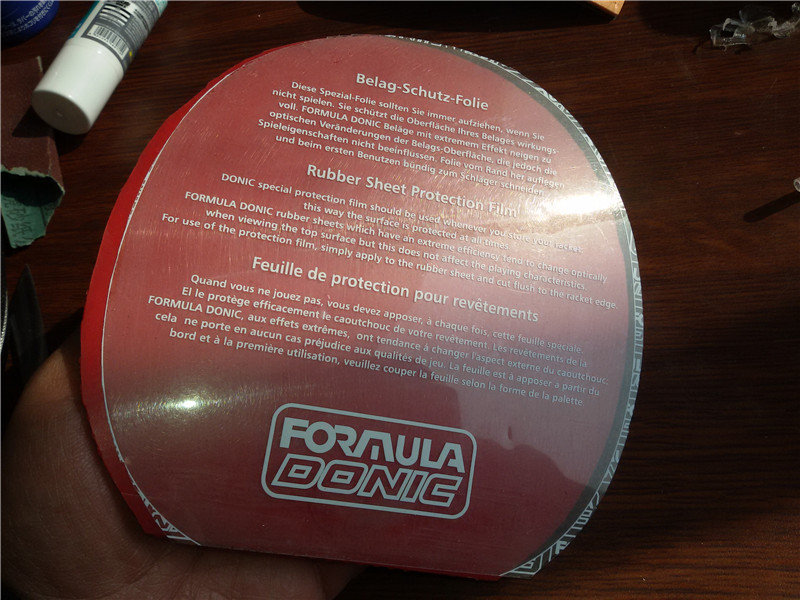 Belag-Schutz-Folie
Diese Spezial-Folie sollten Sie immer aufziehen, wenn Sie
nicht spielen. Sie schützt die Oberfläche Ihres Belages wirkungs-
voll. FORMULA DONIC Beläge mit extremem Effekt neigen zu
optischen Veränderungen der Belags-Oberfläche, die jedoch die
Spieleigenschaften nicht beeinflussen. Folie vom Rand her auflegen
und beim ersten Benutzen bündig zum Schläger schneiden.
Rubber Sheet Protection Film
DONIC special protection film should be used whenever you store your racket,
this way the surface is protected at all times.
FORMULA DONIC rubber sheets which have an extreme efficiency tend to change optically
when viewing the top surface but this does not affect the playing characteristics.
For use of the protection film, simply apply to the rubber sheet and cut flush to the racket edge.
Feuille de protection pour revêtements
Quand vous ne jouez pas, vous devez apposer, à chaque fois, cette feuille spéciale.
El le protège efficacement le caoutchouc de votre revêtement. Les revêtements de la
FORMULA DONIC, aux effets extrêmes, ont tendance à changer l'aspect externe du caoutchouc,
cela ne porte en aucun cas préjudice aux qualités de jeu. La feuille est à apposer à partir du
bord et à la première utilisation, veuillez couper la feuille selon la forme de la palette.
FORMULA
DONIC